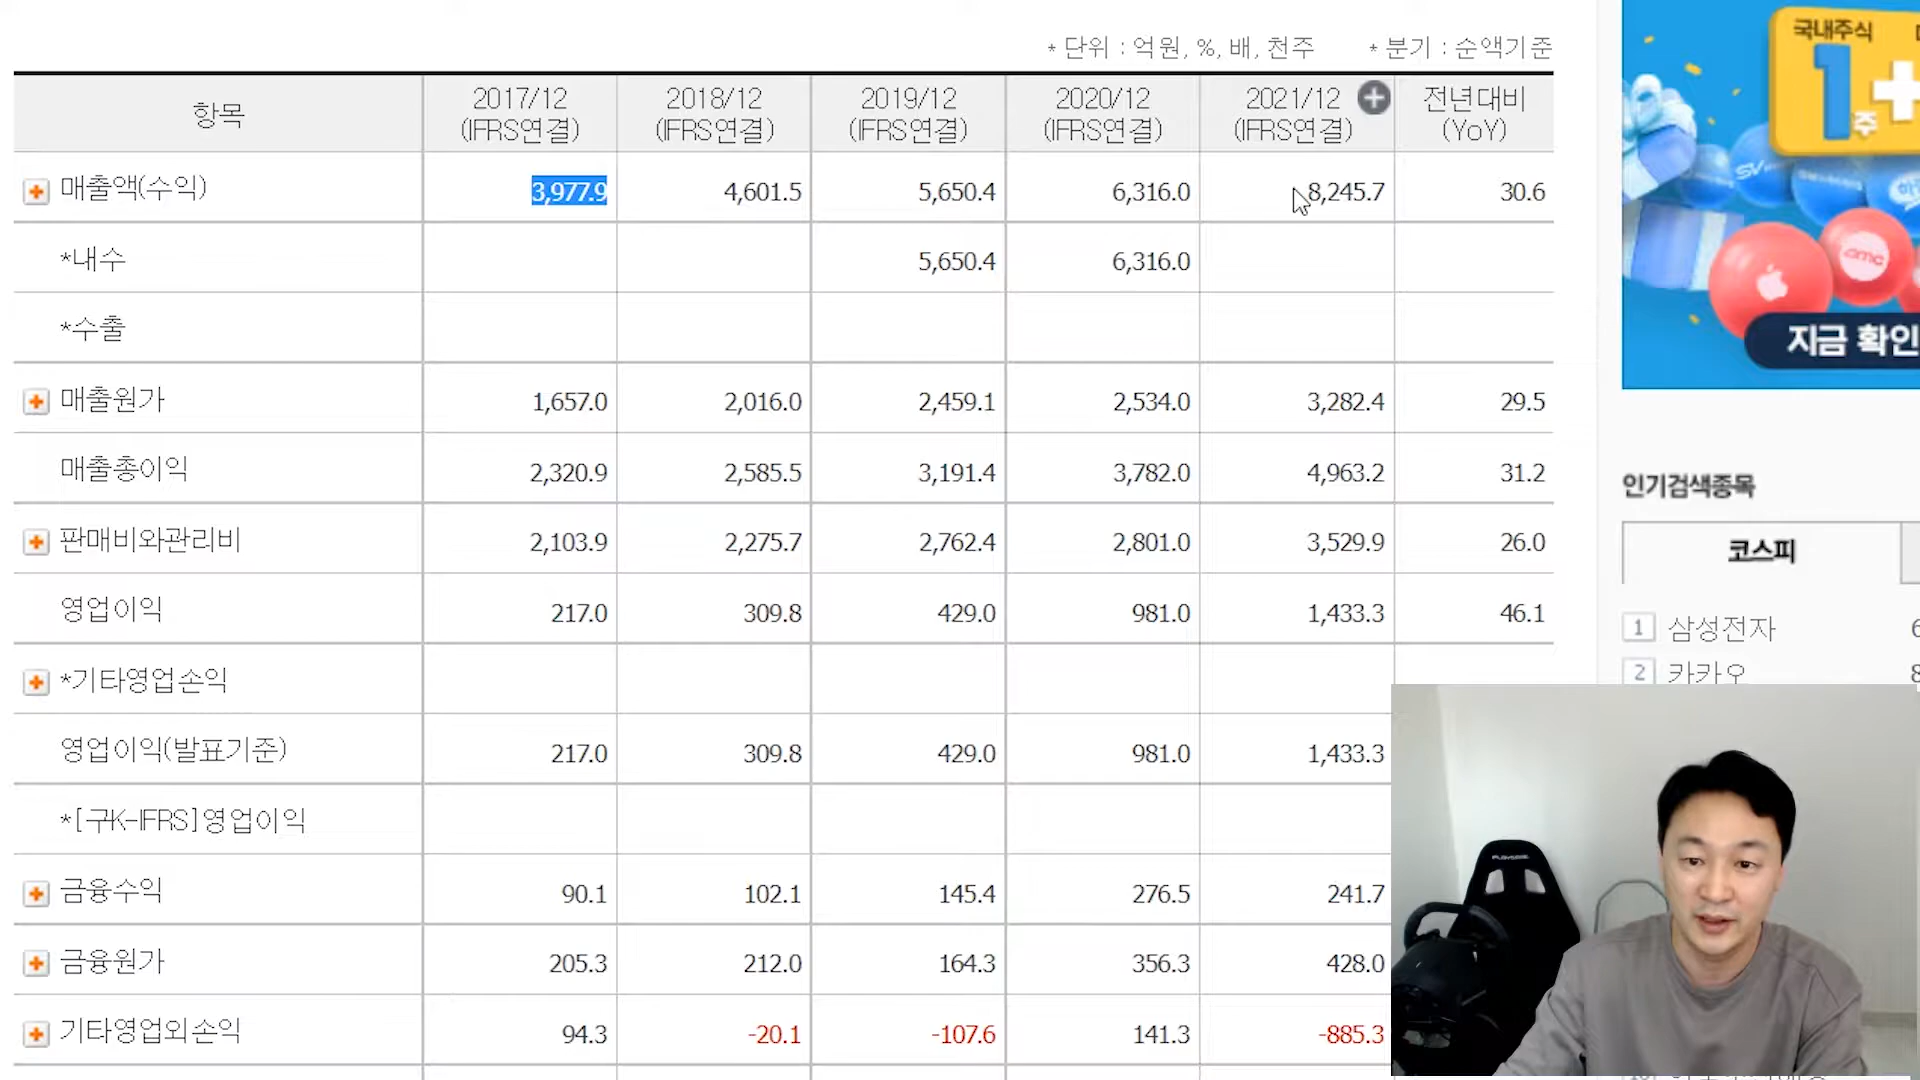 * 단위 : 억원, %, 배, 천주 * 분기 : 순액기준
항목 2017/12 (IFRS연결) 2018/12 (IFRS연결) 2019/12 (IFRS연결) 2020/12 (IFRS연결) 2021/12 (IFRS연결) 전년대비 (YoY)
매출액(수익) 3,977.9 4,601.5 5,650.4 6,316.0 8,245.7 30.6
*내수 5,650.4 6,316.0
*수출
매출원가 1,657.0 2,016.0 2,459.1 2,534.0 3,282.4 29.5
매출총이익 2,320.9 2,585.5 3,191.4 3,782.0 4,963.2 31.2
판매비와관리비 2,103.9 2,275.7 2,762.4 2,801.0 3,529.9 26.0
영업이익 217.0 309.8 429.0 981.0 1,433.3 46.1
*기타영업손익
영업이익(발표기준) 217.0 309.8 429.0 981.0 1,433.3
*[구K-IFRS]영업이익
금융수익 90.1 102.1 145.4 276.5 241.7
금융원가 205.3 212.0 164.3 356.3 428.0
기타영업외손익 94.3 -20.1 -107.6 141.3 -885.3
국내주식
1주+
amc
지금 확인
인기검색종목
코스피
1 삼성전자
2 카카오
PLAYSEAT